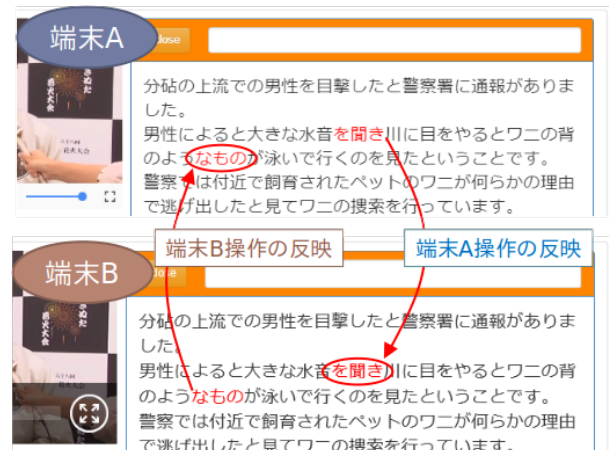 端末A
close
分砧の上流での男性を目撃したと警察署に通報がありま
した。
男性によると大きな水音を聞き川に目をやるとワニの背
のようなものが泳いで行くのを見たということです。
警察では付近で飼育されたペットのワニが何らかの理由
で逃げ出したと見てワニの捜索を行っています。
端末B操作の反映
端末A操作の反映
端末B
close
分砧の上流での男性を目撃したと警察署に通報がありま
した。
男性によると大きな水音を聞き川に目をやるとワニの背
のようなものが泳いで行くのを見たということです。
警察では付近で飼育されたペットのワニが何らかの理由
で逃げ出したと見てワニの捜索を行っています。